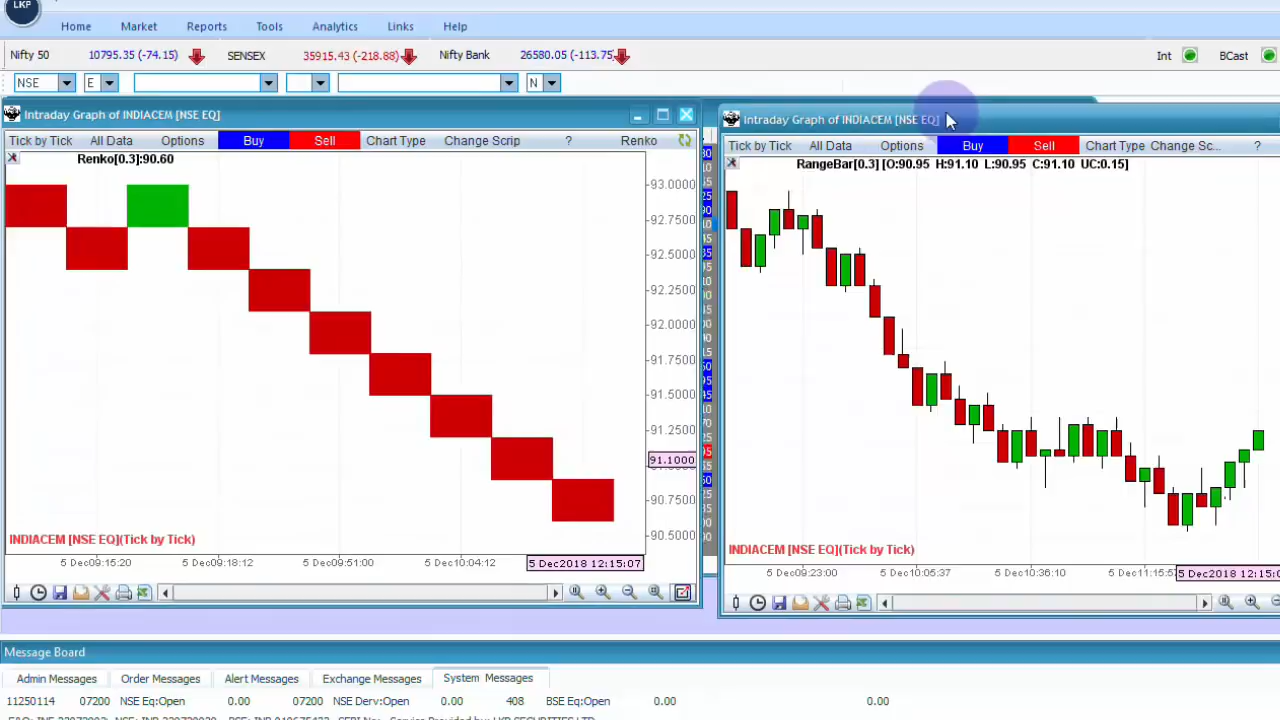 LKP
Home Market Reports Tools Analytics Links Help
Nifty 50 10795.35 (-74.15) SENSEX 35915.43 (-218.88) Nifty Bank 26580.05 (-113.75) Int BCast
NSE E N
Intraday Graph of INDIACEM [NSE EQ]
Tick by Tick All Data Options Buy Sell Chart Type Change Scrip ? Renko
Renko[0.3]:90.60
93.0000
92.7500
92.5000
92.2500
92.0000
91.7500
91.5000
91.2500
91.1000
90.7500
90.5000
INDIACEM [NSE EQ](Tick by Tick)
5 Dec09:15:20 5 Dec09:18:12 5 Dec09:51:00 5 Dec10:04:12 5 Dec2018 12:15:07
Intraday Graph of INDIACEM [NSE EQ]
Tick by Tick All Data Options Buy Sell Chart Type Change Sc... ?
RangeBar[0.3] [O:90.95 H:91.10 L:90.95 C:91.10 UC:0.15]
INDIACEM [NSE EQ](Tick by Tick)
5 Dec09:23:00 5 Dec10:05:37 5 Dec10:36:10 5 Dec11:15:57 5 Dec2018 12:15:0
Message Board
Admin Messages Order Messages Alert Messages Exchange Messages System Messages
11250114 07200 NSE Eq:Open 0.00 07200 NSE Derv:Open 0.00 408 BSE Eq:Open 0.00 0.00